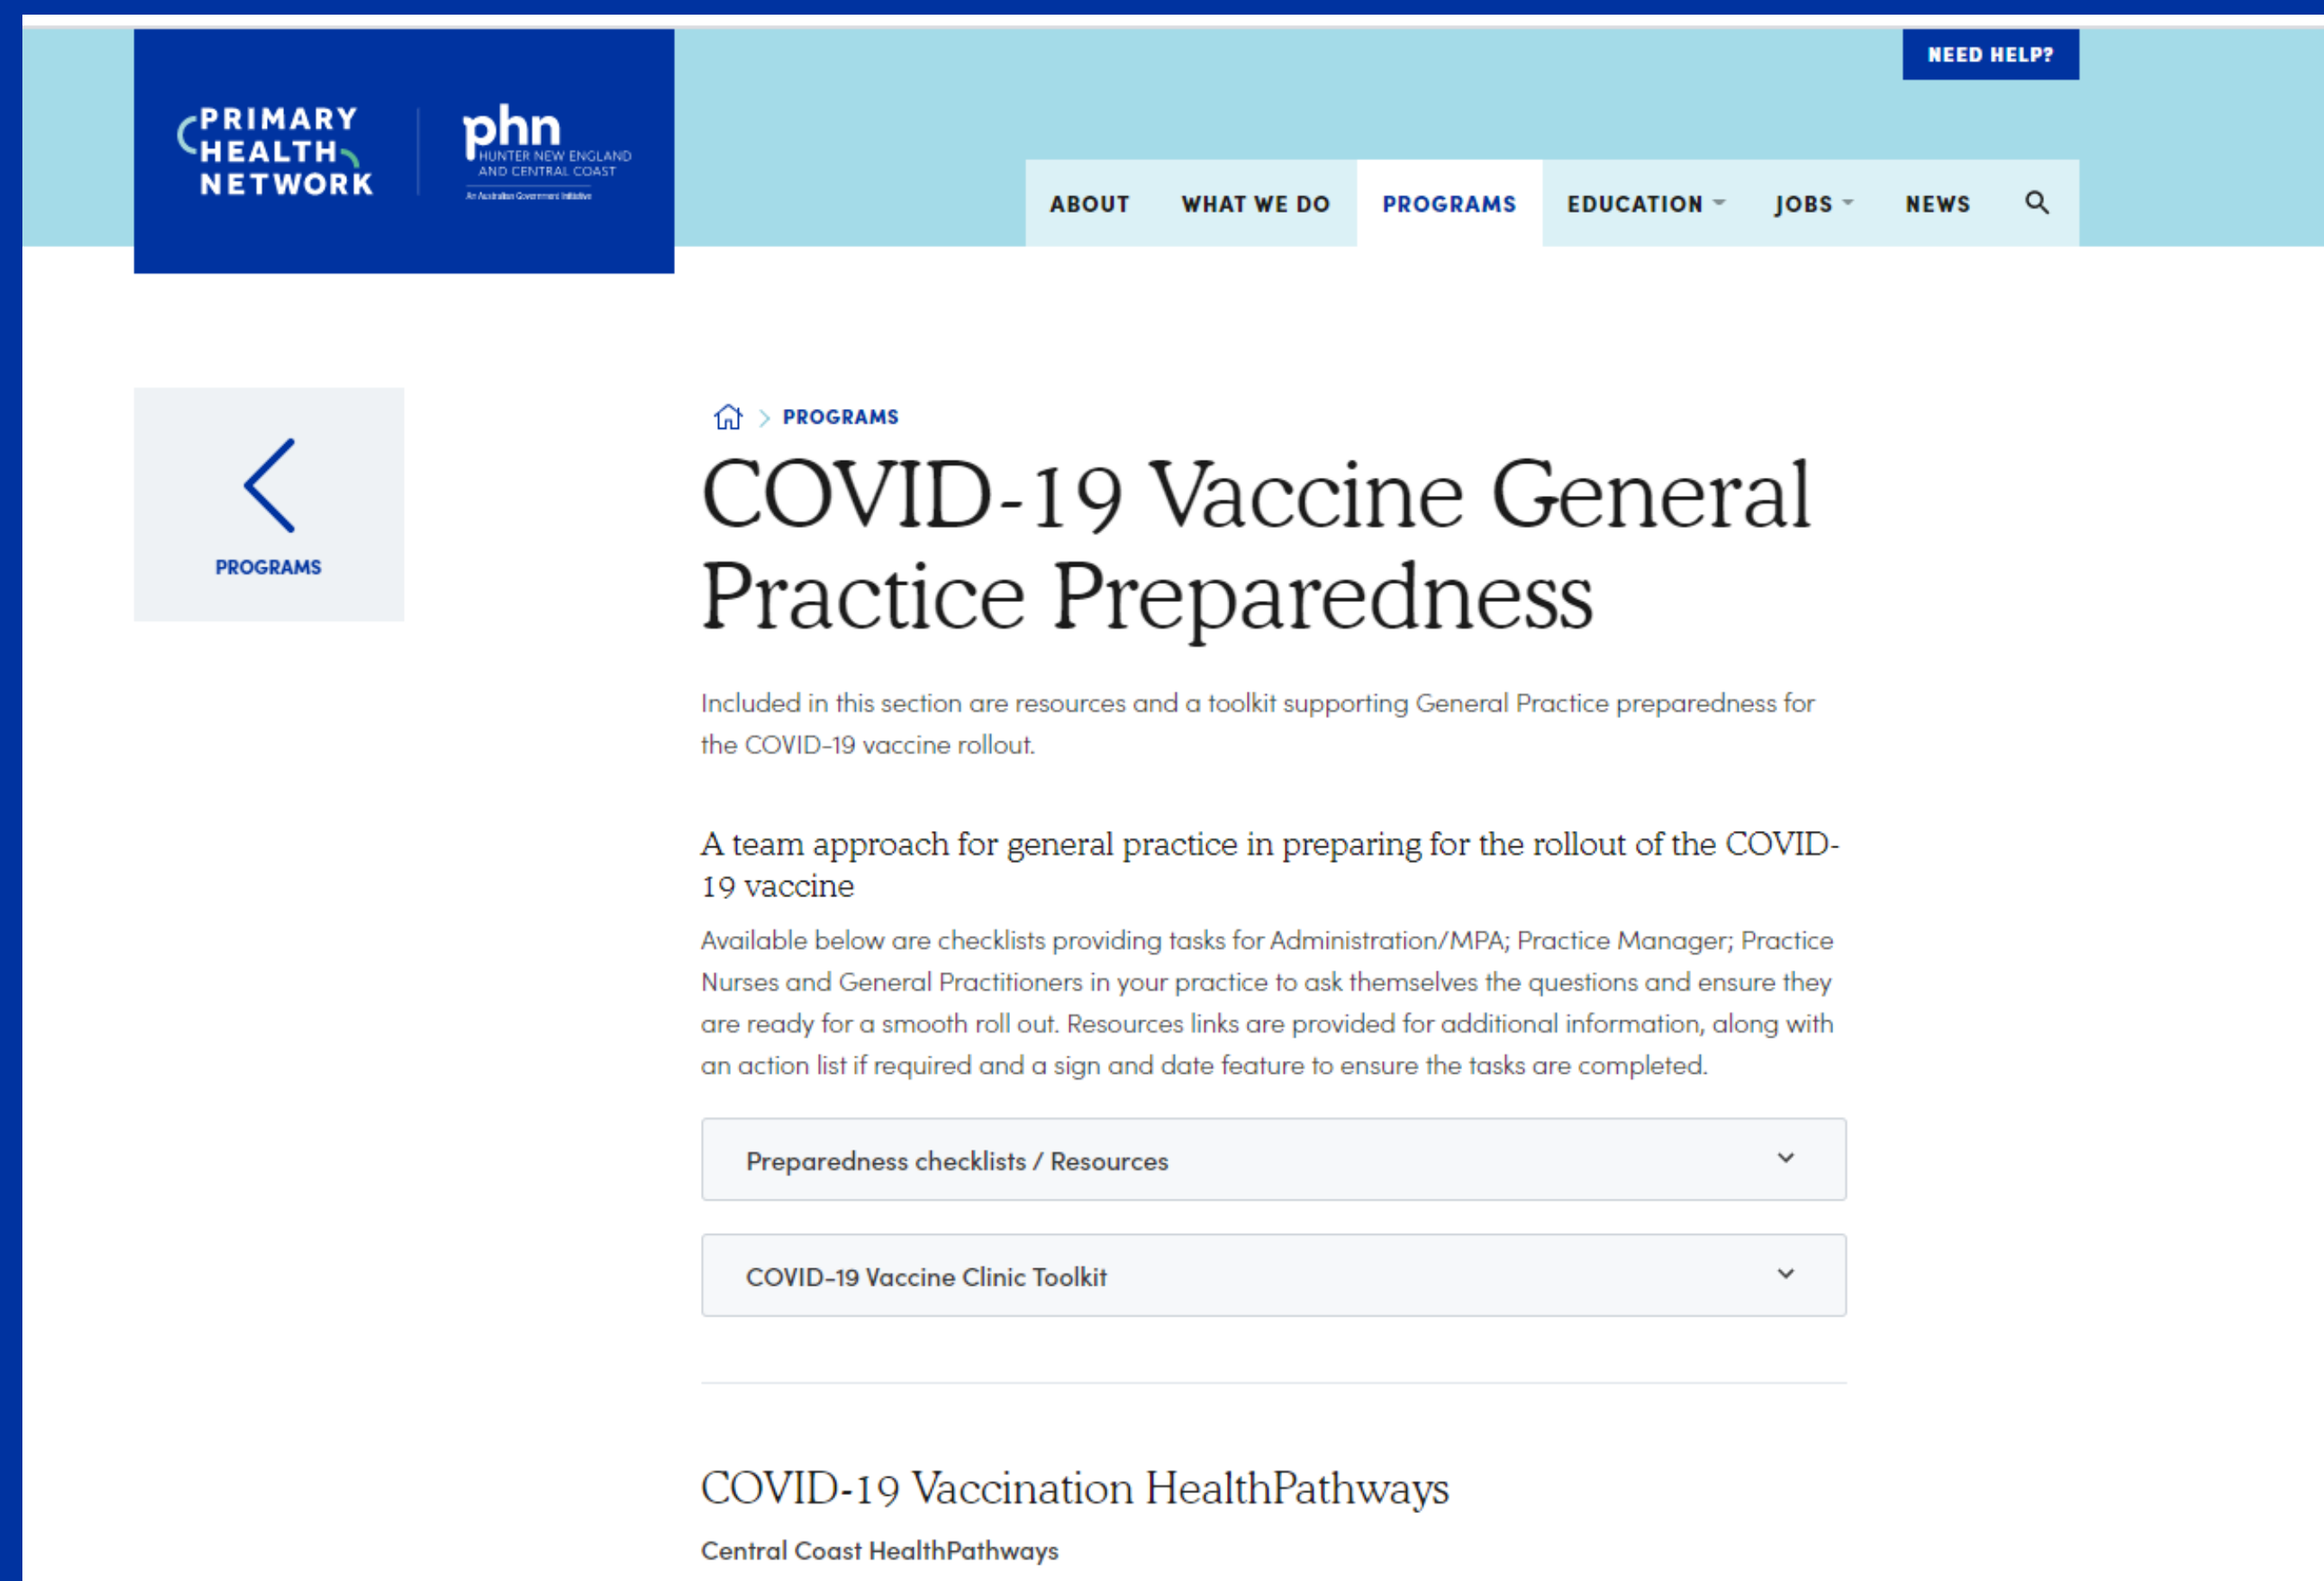 NEED HELP?
PRIMARY
HEALTH
NETWORK
phn
HUNTER NEW ENGLAND
AND CENTRAL COAST
An Australian Government Initiative
ABOUT WHAT WE DO PROGRAMS EDUCATION JOBS NEWS
PROGRAMS
PROGRAMS
COVID-19 Vaccine General
Practice Preparedness
Included in this section are resources and a toolkit supporting General Practice preparedness for
the COVID-19 vaccine rollout.
A team approach for general practice in preparing for the rollout of the COVID-
19 vaccine
Available below are checklists providing tasks for Administration/MPA; Practice Manager; Practice
Nurses and General Practitioners in your practice to ask themselves the questions and ensure they
are ready for a smooth roll out. Resources links are provided for additional information, along with
an action list if required and a sign and date feature to ensure the tasks are completed.
Preparedness checklists / Resources
COVID-19 Vaccine Clinic Toolkit
COVID-19 Vaccination HealthPathways
Central Coast HealthPathways